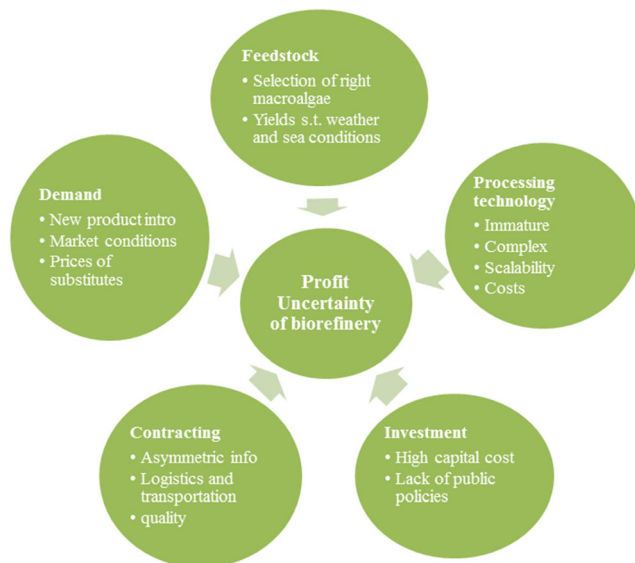 Feedstock
• Selection of right
macroalgae
• Yields s.t. weather
and sea conditions
Demand
• New product intro
• Market conditions
• Prices of
substitutes
Processing
technology
• Immature
• Complex
• Scalability
• Costs
Profit
Uncertainty
of biorefinery
Contracting
• Asymmetric info
• Logistics and
transportation
• quality
Investment
• High capital cost
• Lack of public
policies